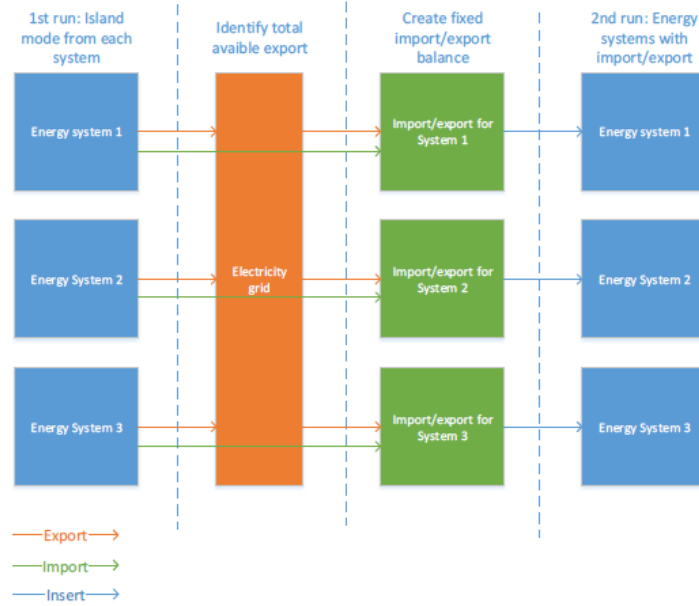 1st run: Island
mode from each
system
Identify total
avaible export
Create fixed
import/export
balance
2nd run: Energy
systems with
import/export
Energy system 1
Import/export for
System 1
Energy system 1
Energy System 2
Electricity
grid
Import/export for
System 2
Energy System 2
Energy System 3
Import/export for
System 3
Energy System 3
Export
Import
Insert